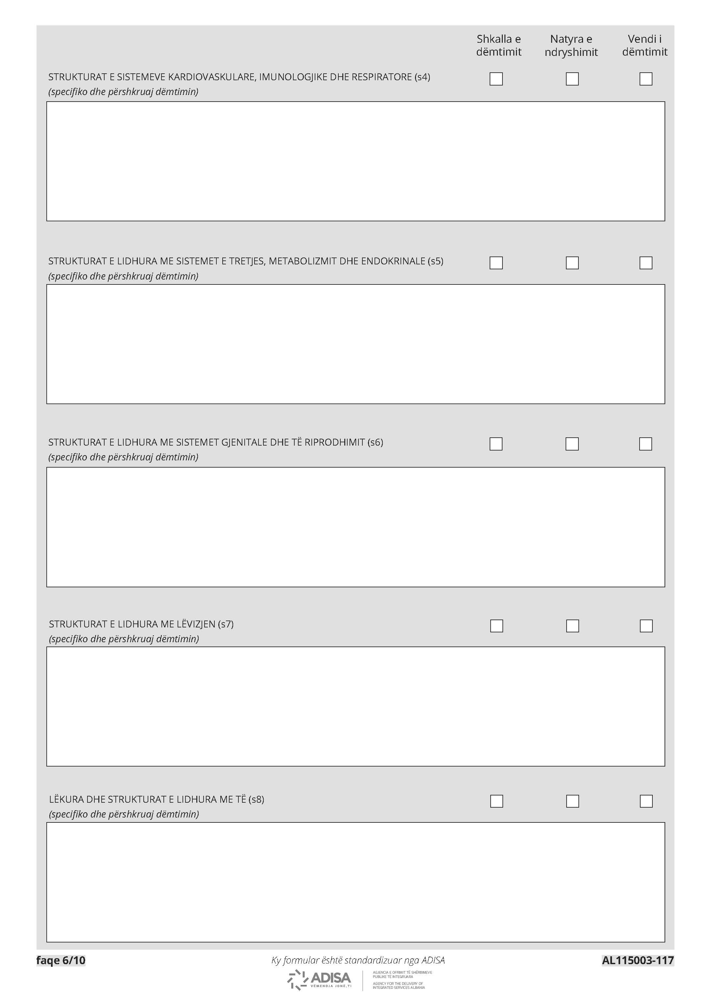 Shkalla e dëmtimit
Natyra e ndryshimit
Vendi i dëmtimit
STRUKTURAT E SISTEMEVE KARDIOVASKULARE, IMUNOLOGJIKE DHE RESPIRATORE (s4)
(specifiko dhe përshkruaj dëmtimin)
STRUKTURAT E LIDHURA ME SISTEMET E TRETJES, METABOLIZMIT DHE ENDOKRINALE (s5)
(specifiko dhe përshkruaj dëmtimin)
STRUKTURAT E LIDHURA ME SISTEMET GJENITALE DHE TË RIPRODHIMIT (s6)
(specifiko dhe përshkruaj dëmtimin)
STRUKTURAT E LIDHURA ME LËVIZJEN (s7)
(specifiko dhe përshkruaj dëmtimin)
LËKURA DHE STRUKTURAT E LIDHURA ME TË (s8)
(specifiko dhe përshkruaj dëmtimin)
faqe 6/10
Ky formular është standardizuar nga ADISA
AL115003-117
ADISA
VËMENDJA JONË,TI
AGJENCIA E OFRIMIT TË SHËRBIMEVE
PUBLIKE TË INTEGRUARA
AGENCY FOR THE DELIVERY OF
INTEGRATED SERVICES ALBANIA